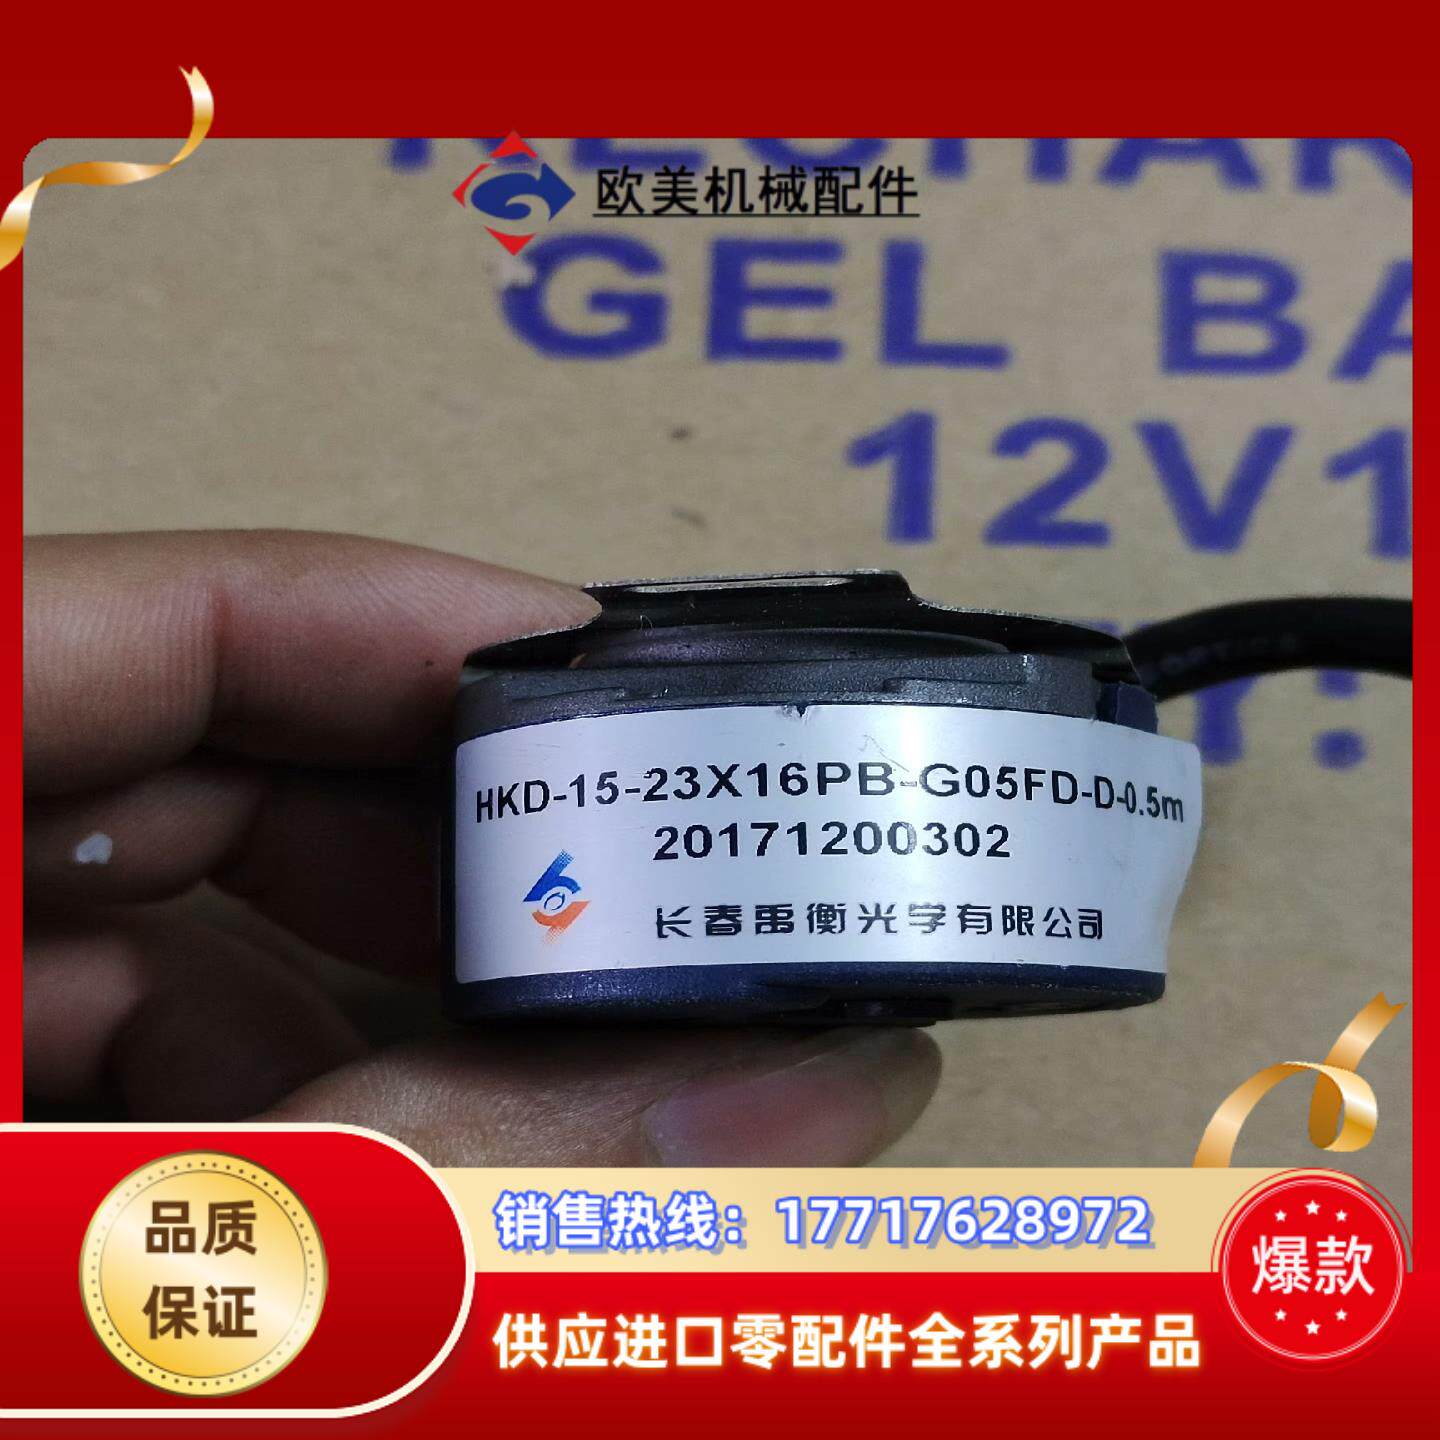 欧美机械配件
GEL BA
12V1
HKD-15-23X16PB-G05FD-D-0.5m
20171200302
长春禹衡光学有限公司
品质
保证
销售热线：17717628972
爆款
供应进口零配件全系列产品